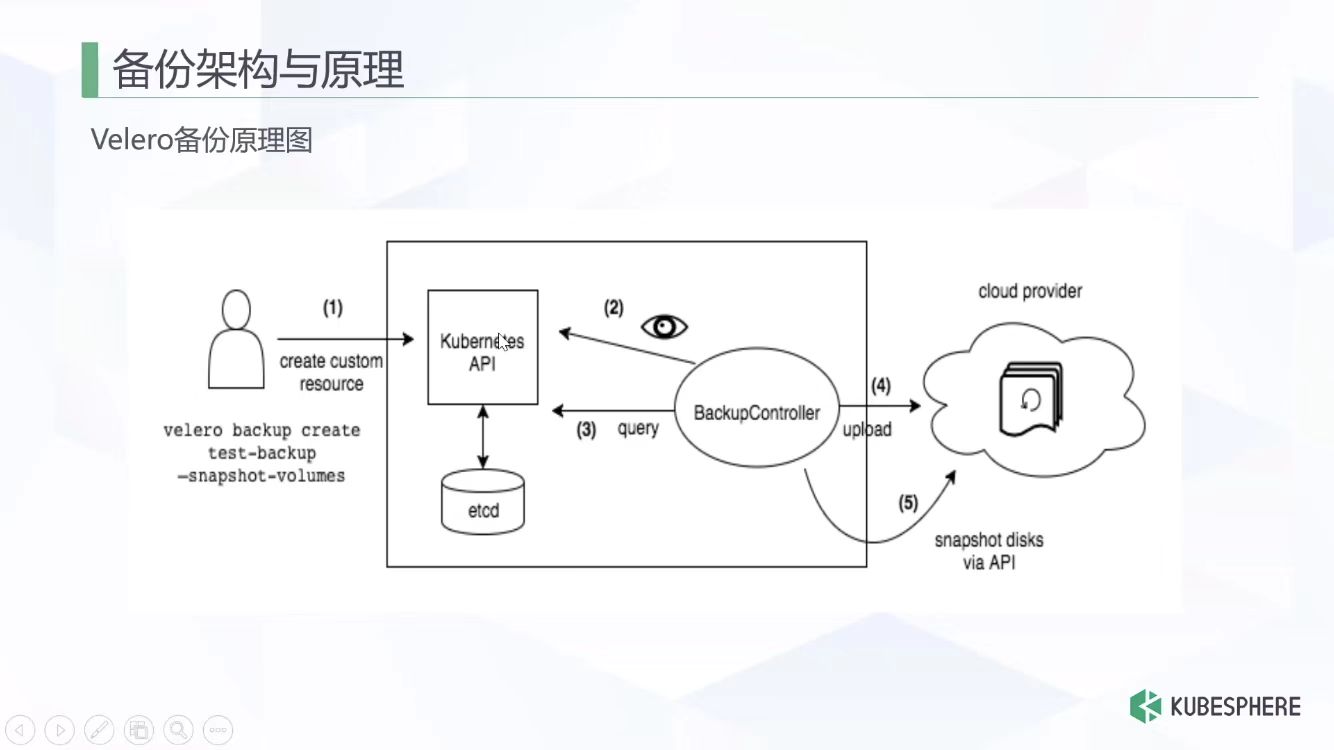 备份架构与原理
Velero备份原理图
(1)
create custom
resource
velero backup create
test-backup
—snapshot-volumes
Kubernetes
API
etcd
(2)
(3) query
BackupController
(4)
upload
(5)
cloud provider
snapshot disks
via API
KUBESPHERE